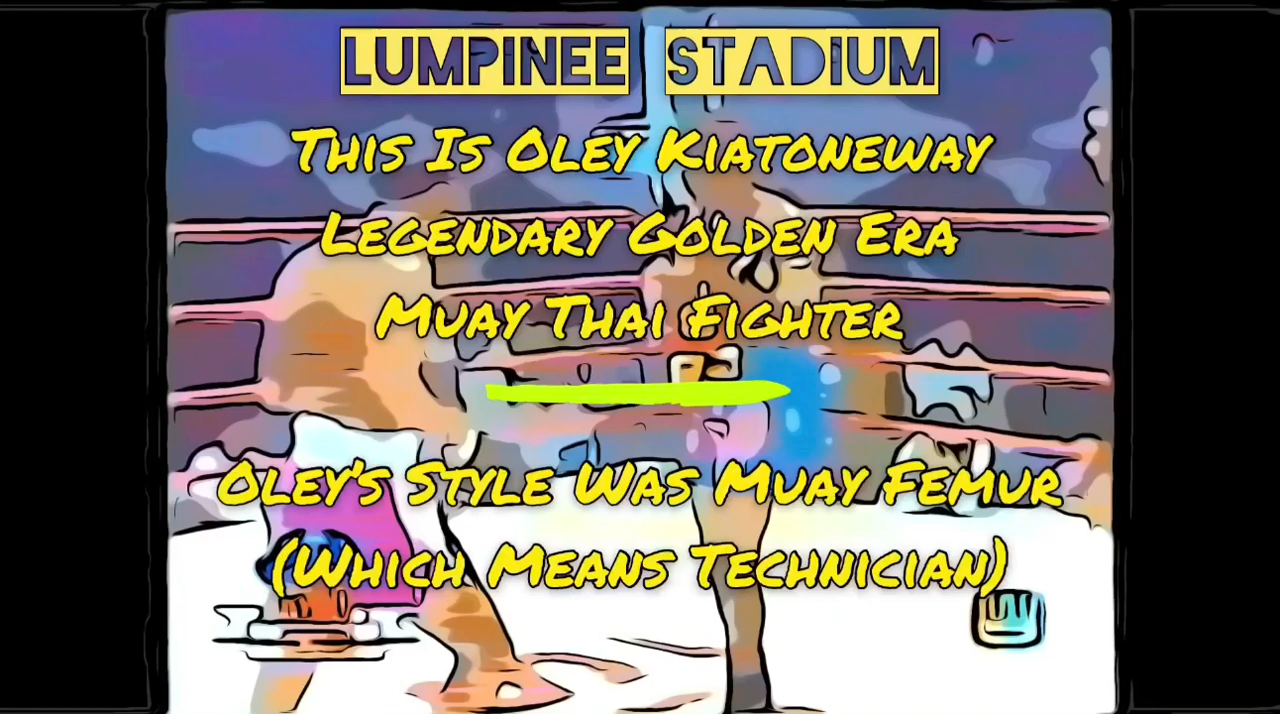 LUMPINEE STADIUM
THIS IS OLEY KIATONEWAY
LEGENDARY GOLDEN ERA
MUAY THAI FIGHTER
OLEY'S STYLE WAS MUAY FEMUR
(WHICH MEANS TECHNICIAN)